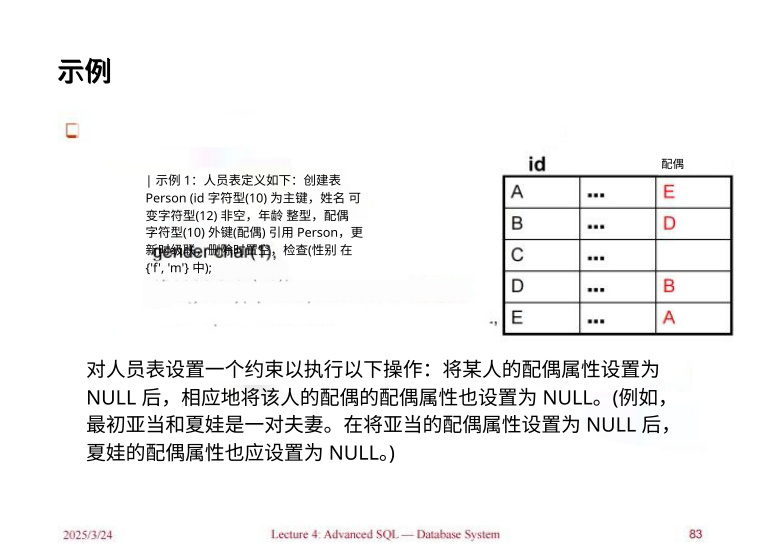 示例
| 示例 1：人员表定义如下：创建表
Person (id 字符型(10) 为主键，姓名 可
变字符型(12) 非空，年龄 整型，配偶
字符型(10) 外键(配偶) 引用 Person，更
新时级联，删除时置空，检查(性别 在
gender char(1),
{'f', 'm'} 中);
id 配偶
A ... E
B ... D
C ...
D ... B
E ... A
对人员表设置一个约束以执行以下操作：将某人的配偶属性设置为
NULL 后，相应地将该人的配偶的配偶属性也设置为 NULL。(例如，
最初亚当和夏娃是一对夫妻。在将亚当的配偶属性设置为 NULL 后，
夏娃的配偶属性也应设置为 NULL。)
2025/3/24 Lecture 4: Advanced SQL — Database System 83